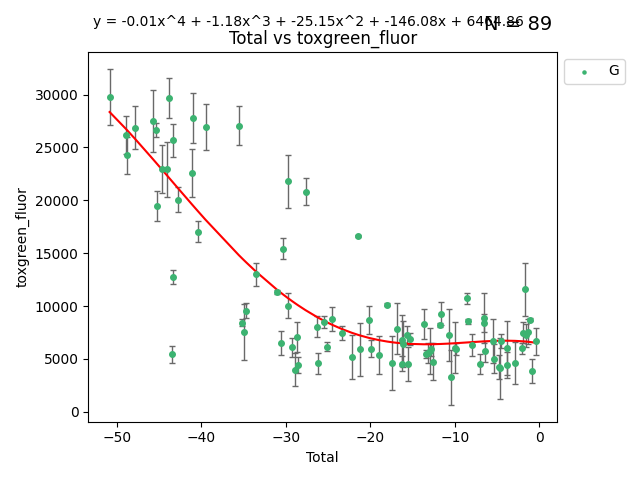 y = -0.01x^4 + -1.18x^3 + -25.15x^2 + -146.08x + 
N = 89
Total vs toxgreen_fluor
G
30000
25000
20000
15000
10000
5000
0
toxgreen_fluor
−50 −40 −30 −20 −10 0
Total